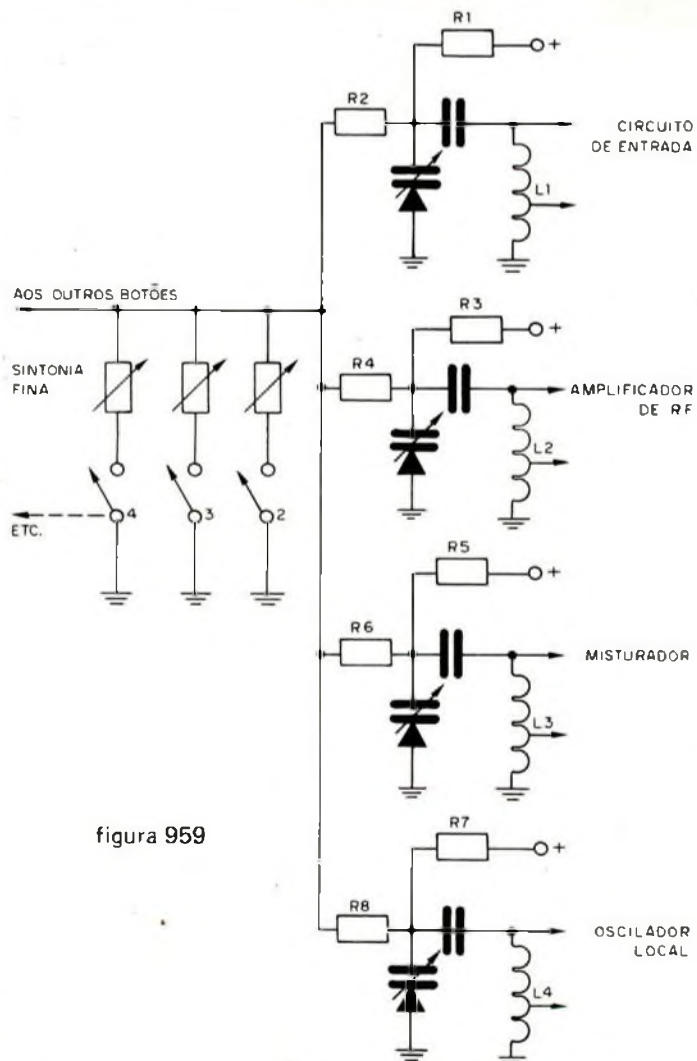 R1
+
R2
CIRCUITO
DE ENTRADA
L1
AOS OUTROS BOTÕES
R3
+
SINTONIA
FINA
R4
AMPLIFICADOR
DE RF
L2
4
3
2
ETC.
R5
+
R6
MISTURADOR
L3
R7
+
figura 959
R8
OSCILADOR
LOCAL
L4